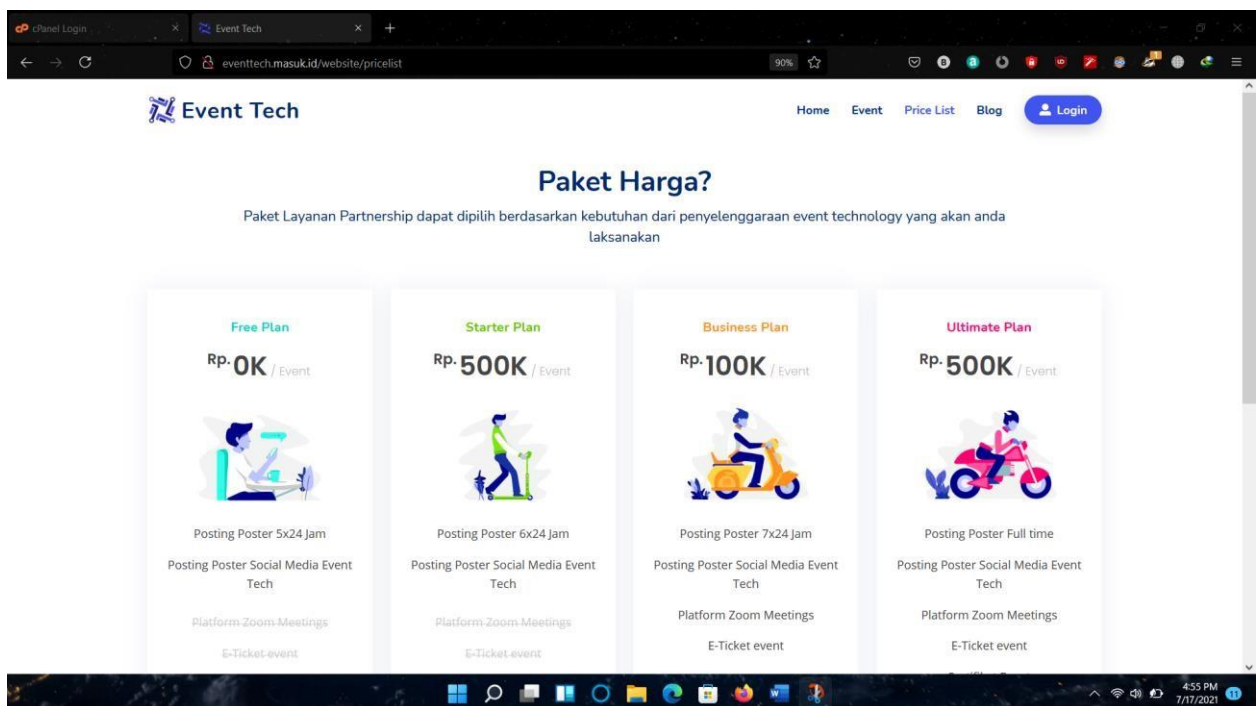 cPanel Login
Event Tech
eventtech.masuk.id/website/pricelist
90%
Event Tech
Home Event Price List Blog Login
Paket Harga?
Paket Layanan Partnership dapat dipilih berdasarkan kebutuhan dari penyelenggaraan event technology yang akan anda
laksanakan
Free Plan
Rp. 0K / Event
Posting Poster 5x24 Jam
Posting Poster Social Media Event
Tech
Platform Zoom Meetings
E-Ticket event
Starter Plan
Rp. 500K / Event
Posting Poster 6x24 Jam
Posting Poster Social Media Event
Tech
Platform Zoom Meetings
E-Ticket event
Business Plan
Rp. 100K / Event
Posting Poster 7x24 Jam
Posting Poster Social Media Event
Tech
Platform Zoom Meetings
E-Ticket event
Ultimate Plan
Rp. 500K / Event
Posting Poster Full time
Posting Poster Social Media Event
Tech
Platform Zoom Meetings
E-Ticket event
4:55 PM
7/17/2021
11